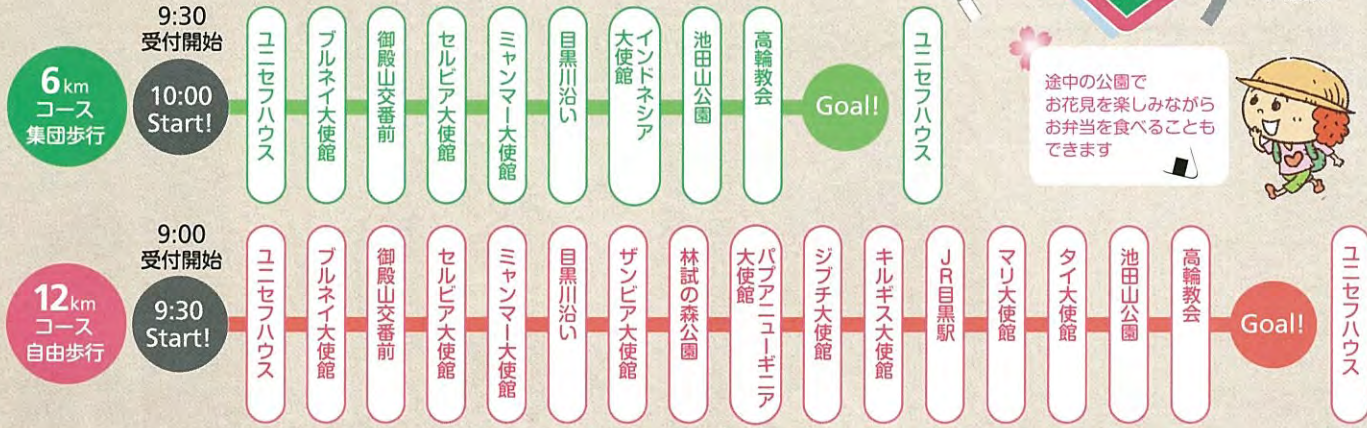 6km
コース
集団歩行
9:30
受付開始
10:00
Start!
ユニセフハウス
ブルネイ大使館
御殿山交番前
セルビア大使館
ミャンマー大使館
目黒川沿い
インドネシア
大使館
池田山公園
高輪教会
Goal!
ユニセフハウス
途中の公園で
お花見を楽しみながら
お弁当を食べることも
できます
12km
コース
自由歩行
9:00
受付開始
9:30
Start!
ユニセフハウス
ブルネイ大使館
御殿山交番前
セルビア大使館
ミャンマー大使館
目黒川沿い
ザンビア大使館
林試の森公園
パプアニューギニア
大使館
ジブチ大使館
キルギス大使館
JR目黒駅
マリ大使館
タイ大使館
池田山公園
高輪教会
Goal!
ユニセフハウス